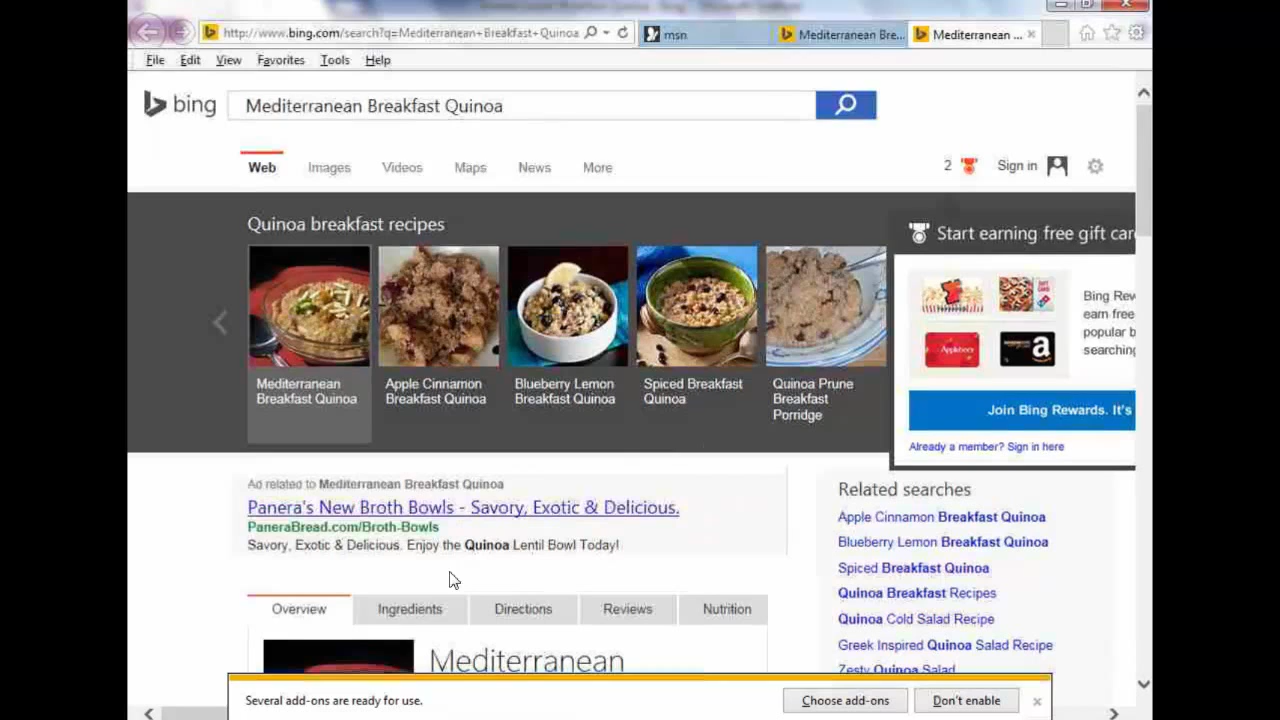 http://www.bing.com/search?q=Mediterranean+Breakfast+Quinoa
msn
Mediterranean Bre...
Mediterranean ...
File Edit View Favorites Tools Help
bing
Mediterranean Breakfast Quinoa
Web Images Videos Maps News More
2
Sign in
Quinoa breakfast recipes
Mediterranean
Breakfast Quinoa
Apple Cinnamon
Breakfast Quinoa
Blueberry Lemon
Breakfast Quinoa
Spiced Breakfast
Quinoa
Quinoa Prune
Breakfast
Porridge
Start earning free gift car
Applebee's
a
Bing Rew
earn free
popular b
searching
Join Bing Rewards. It's
Already a member? Sign in here
Ad related to Mediterranean Breakfast Quinoa
Panera's New Broth Bowls - Savory, Exotic & Delicious.
PaneraBread.com/Broth-Bowls
Savory, Exotic & Delicious. Enjoy the Quinoa Lentil Bowl Today!
Overview Ingredients Directions Reviews Nutrition
Mediterranean
Related searches
Apple Cinnamon Breakfast Quinoa
Blueberry Lemon Breakfast Quinoa
Spiced Breakfast Quinoa
Quinoa Breakfast Recipes
Quinoa Cold Salad Recipe
Greek Inspired Quinoa Salad Recipe
Zesty Quinoa Salad
Several add-ons are ready for use.
Choose add-ons
Don't enable